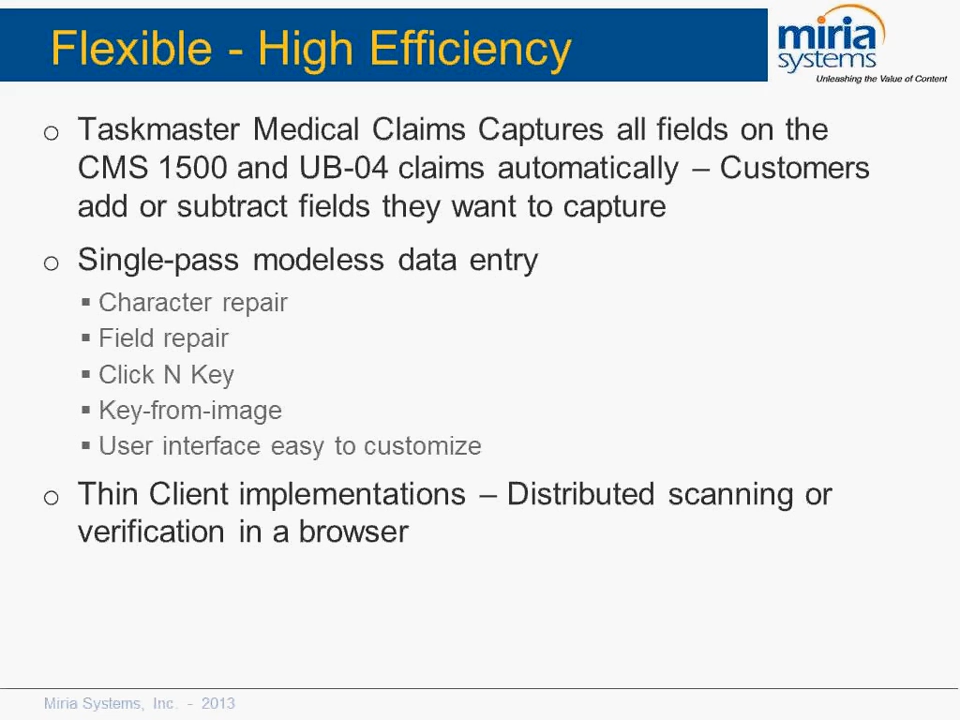 Flexible - High Efficiency
miria
systems
Unleashing the Value of Content
o Taskmaster Medical Claims Captures all fields on the
CMS 1500 and UB-04 claims automatically – Customers
add or subtract fields they want to capture
o Single-pass modeless data entry
▪ Character repair
▪ Field repair
▪ Click N Key
▪ Key-from-image
▪ User interface easy to customize
o Thin Client implementations – Distributed scanning or
verification in a browser
Miria Systems, Inc. - 2013